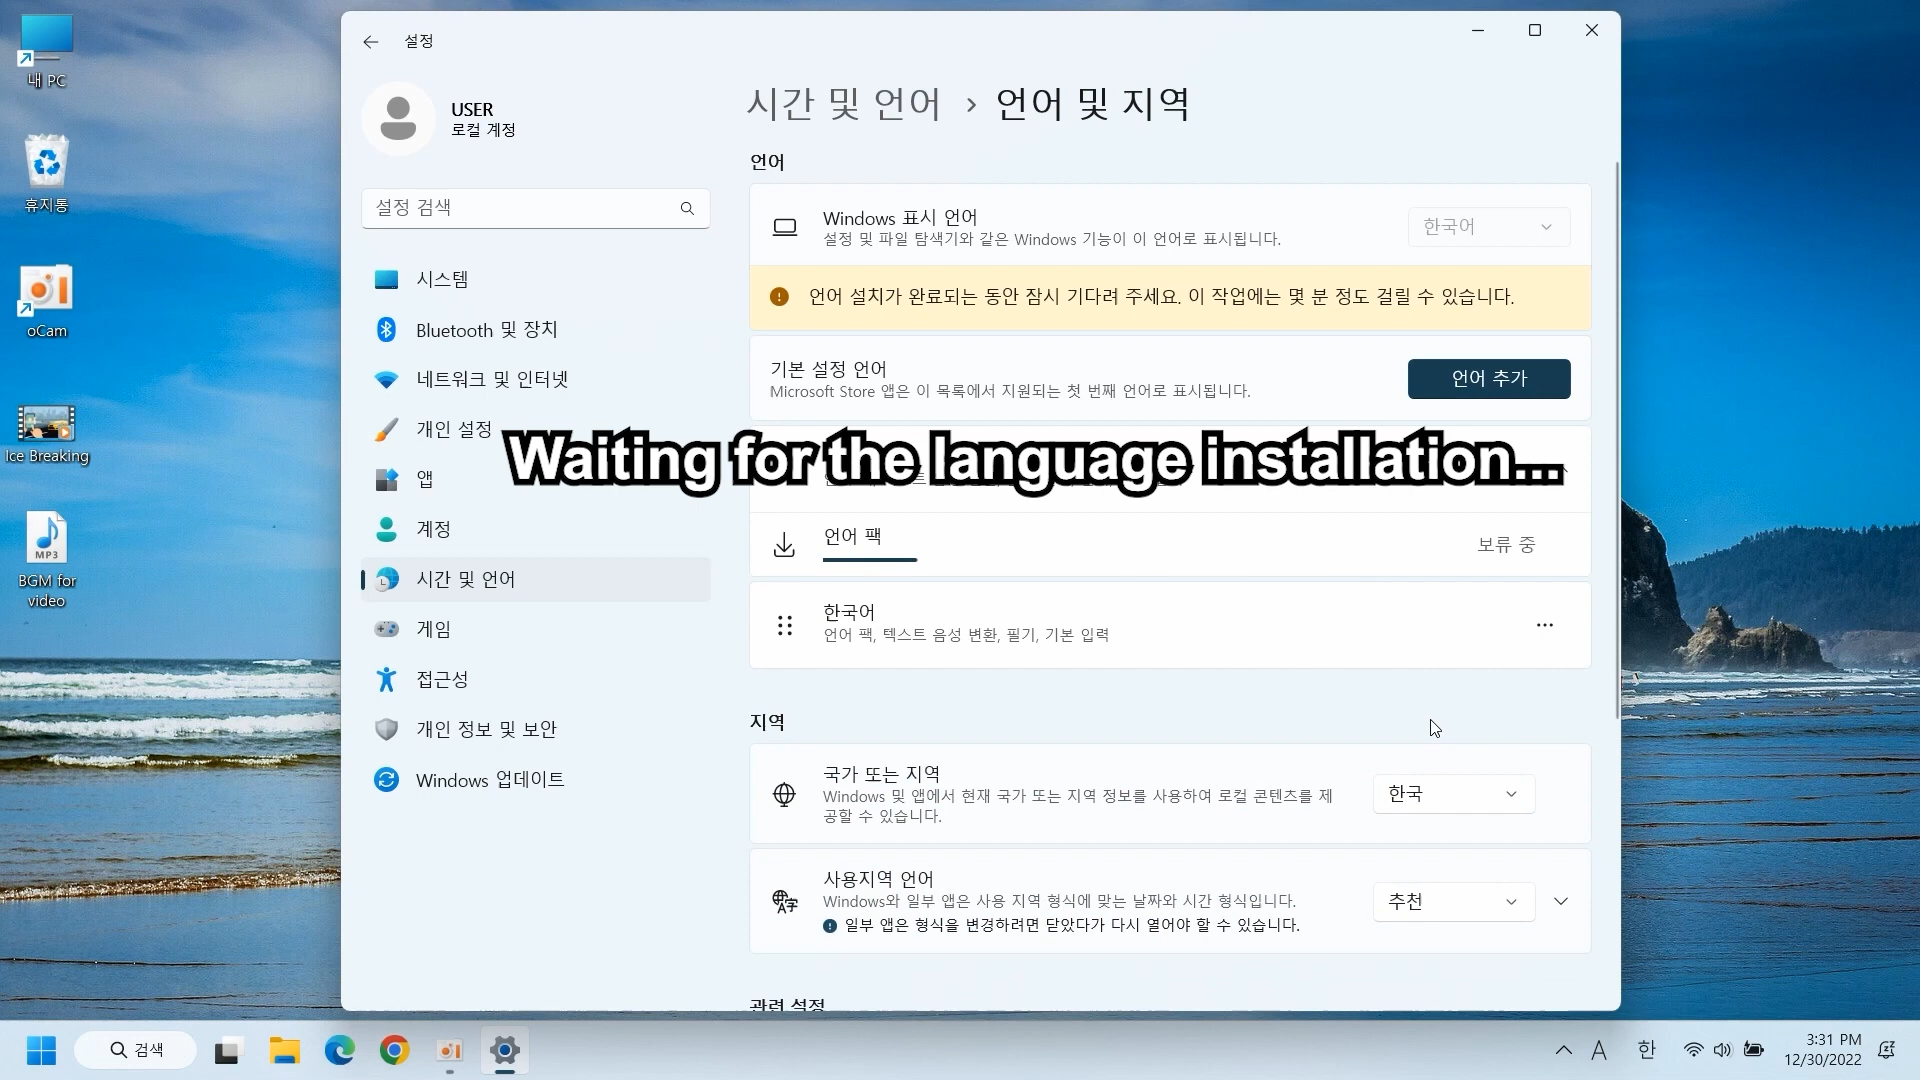 내 PC
휴지통
oCam
Ice Breaking
MP3
BGM for
video
설정
USER
로컬 계정
설정 검색
시스템
Bluetooth 및 장치
네트워크 및 인터넷
개인 설정
앱
계정
시간 및 언어
게임
접근성
개인 정보 및 보안
Windows 업데이트
시간 및 언어 › 언어 및 지역
언어
Windows 표시 언어
설정 및 파일 탐색기와 같은 Windows 기능이 이 언어로 표시됩니다.
한국어
언어 설치가 완료되는 동안 잠시 기다려 주세요. 이 작업에는 몇 분 정도 걸릴 수 있습니다.
기본 설정 언어
Microsoft Store 앱은 이 목록에서 지원되는 첫 번째 언어로 표시됩니다.
언어 추가
Waiting for the language installation...
언어 팩
보류 중
한국어
언어 팩, 텍스트 음성 변환, 필기, 기본 입력
지역
국가 또는 지역
Windows 및 앱에서 현재 국가 또는 지역 정보를 사용하여 로컬 콘텐츠를 제
공할 수 있습니다.
한국
사용지역 언어
Windows와 일부 앱은 사용 지역 형식에 맞는 날짜와 시간 형식입니다.
일부 앱은 형식을 변경하려면 닫았다가 다시 열어야 할 수 있습니다.
추천
관련 설정
검색
A
한
3:31 PM
12/30/2022